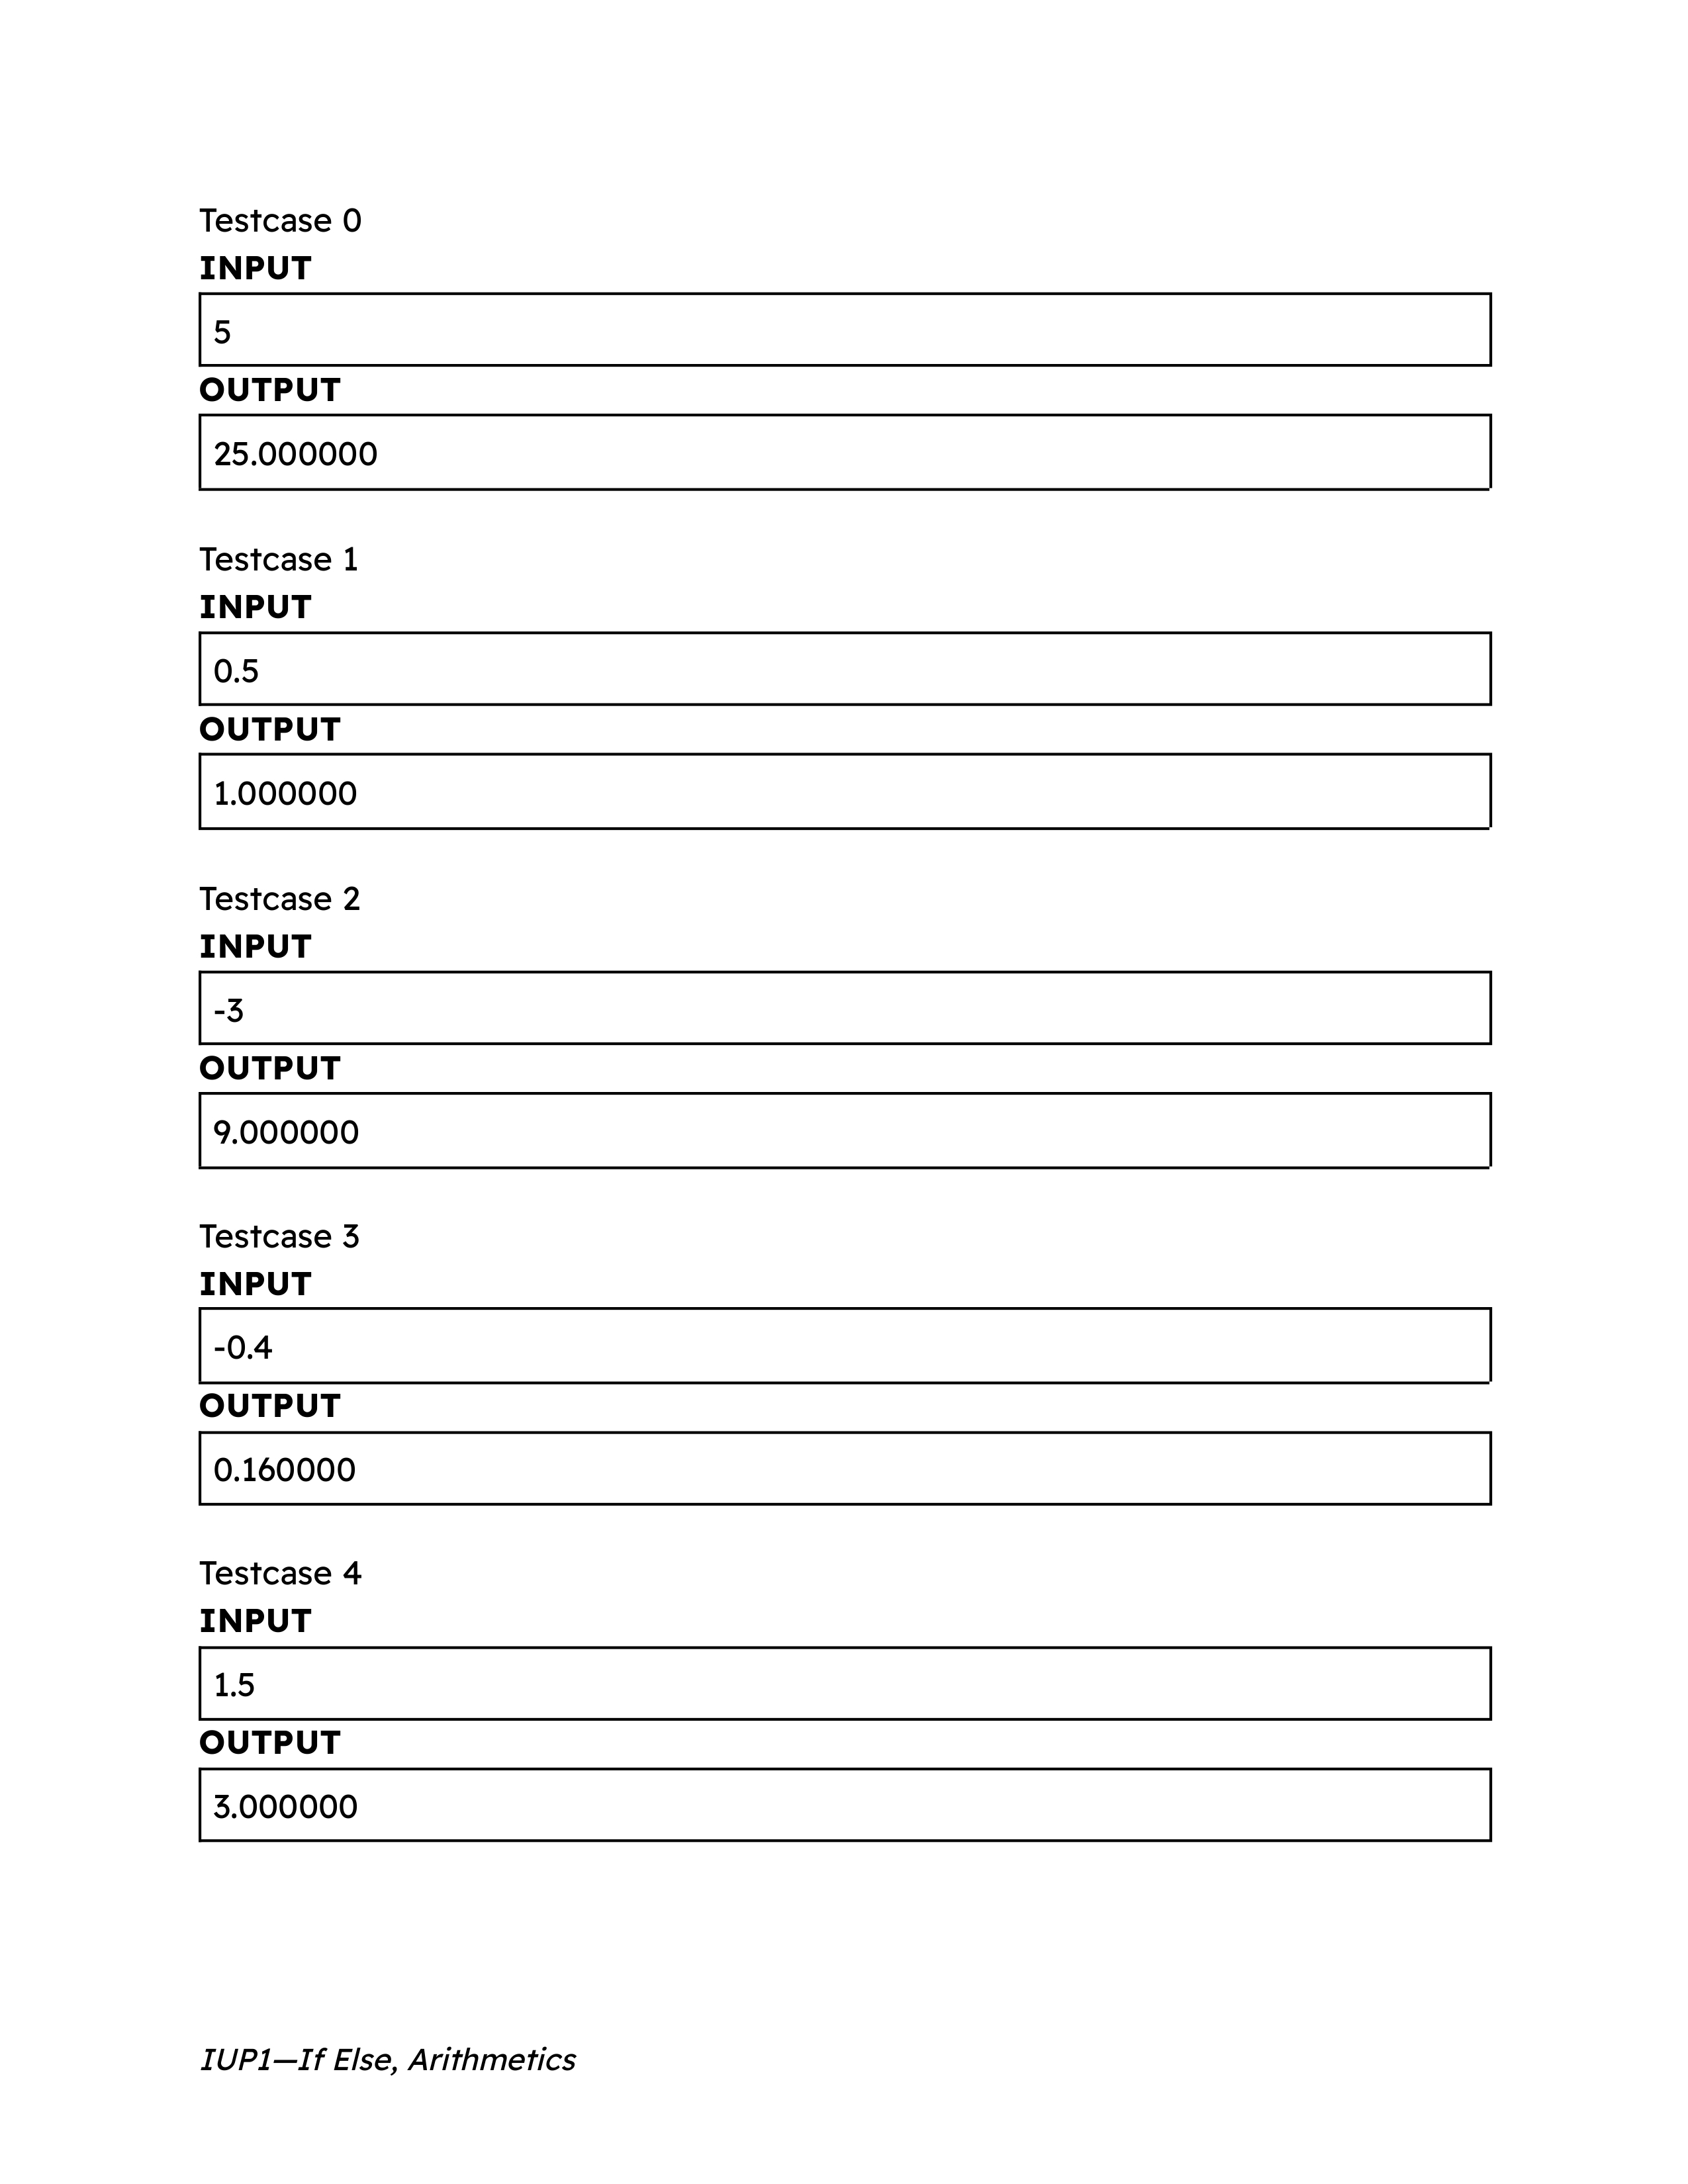 Testcase 0
INPUT
5
OUTPUT
25.000000
Testcase 1
INPUT
0.5
OUTPUT
1.000000
Testcase 2
INPUT
-3
OUTPUT
9.000000
Testcase 3
INPUT
-0.4
OUTPUT
0.160000
Testcase 4
INPUT
1.5
OUTPUT
3.000000
IUP1—If Else, Arithmetics